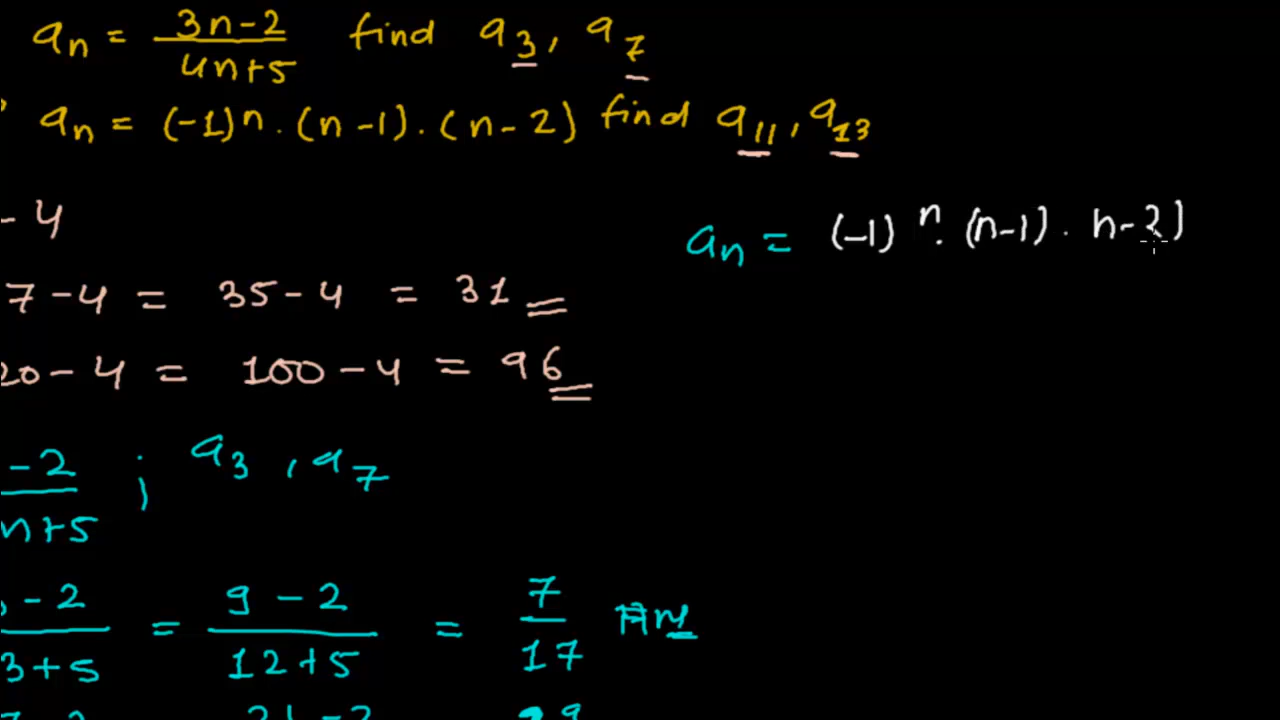 aₙ = 3n-2 / 4n+5 find a₃, a₇
aₙ = (-1)ⁿ . (n-1) . (n-2) find a₁₁, a₁₃
- 4
aₙ = (-1)ⁿ . (n-1) . n-2)
7 - 4 = 35 - 4 = 31
20 - 4 = 100 - 4 = 96
- 2 / n+5 ; a₃, a₇
- 2 / 3+5 = 9 - 2 / 12+5 = 7 / 17 Ans